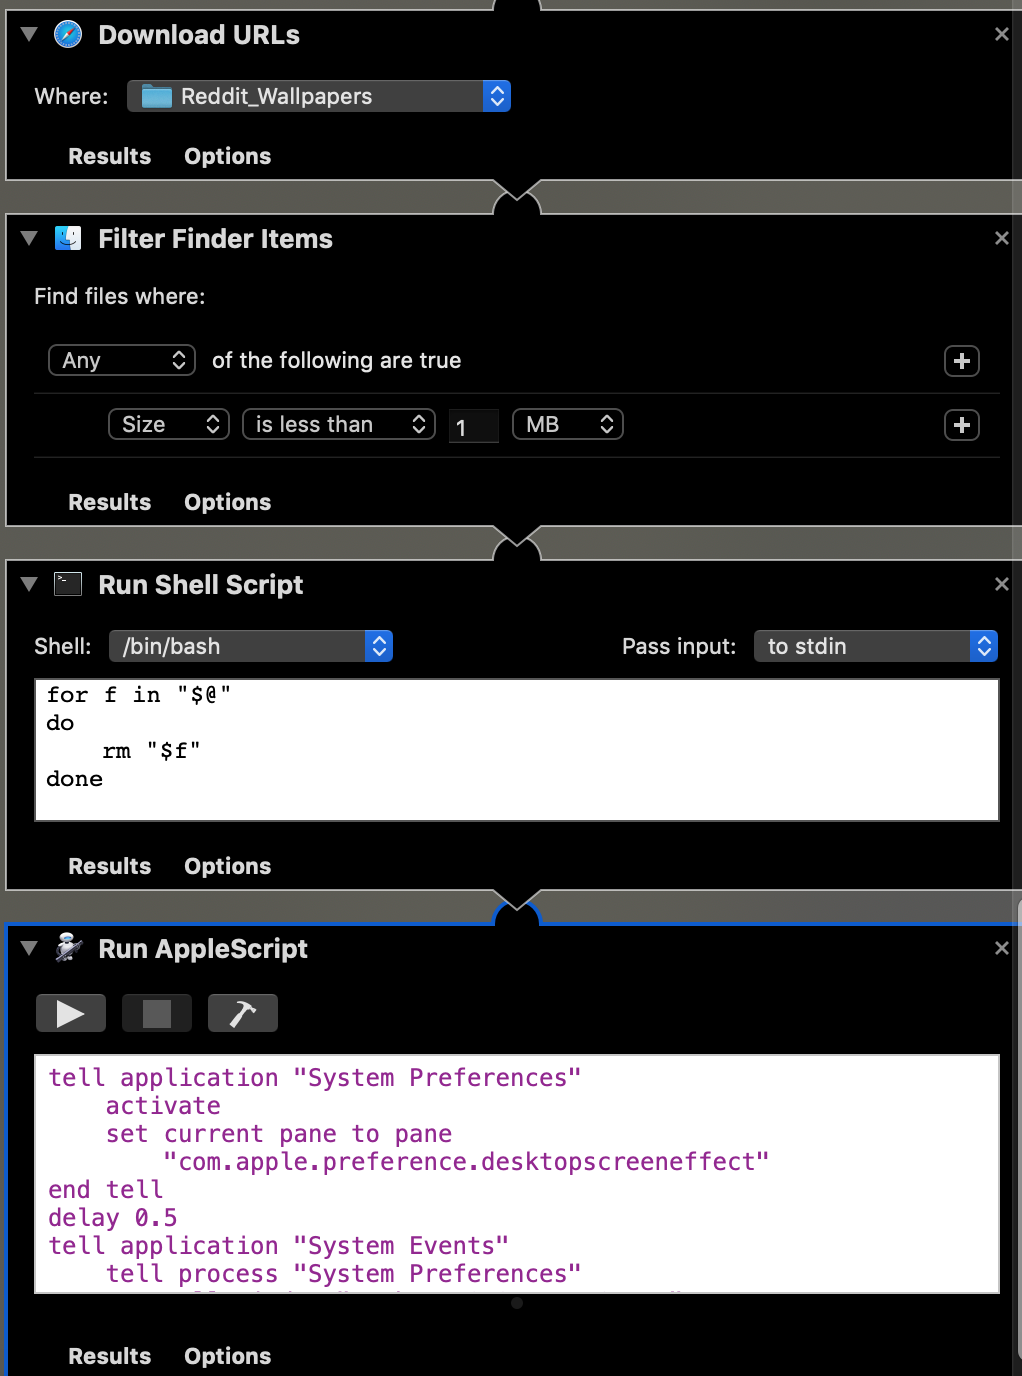 Download URLs
Where: Reddit_Wallpapers
Results Options
Filter Finder Items
Find files where:
Any of the following are true
Size is less than 1 MB
Results Options
Run Shell Script
Shell: /bin/bash Pass input: to stdin
for f in "$@"
do
    rm "$f"
done
Results Options
Run AppleScript
tell application "System Preferences"
    activate
    set current pane to pane
        "com.apple.preference.desktopscreeneffect"
end tell
delay 0.5
tell application "System Events"
    tell process "System Preferences"
Results Options